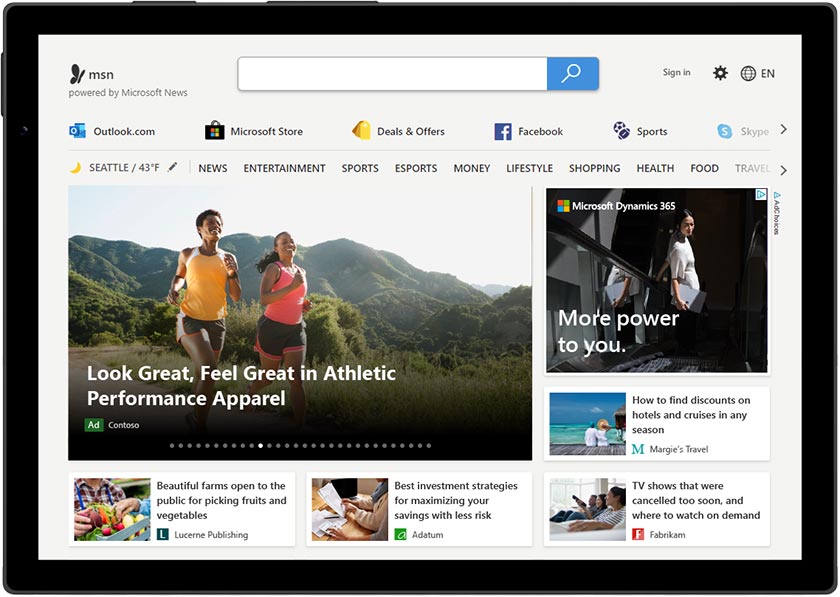 msn
powered by Microsoft News
Sign in
EN
Outlook.com
Microsoft Store
Deals & Offers
Facebook
Sports
Skype
SEATTLE / 43°F
NEWS
ENTERTAINMENT
SPORTS
ESPORTS
MONEY
LIFESTYLE
SHOPPING
HEALTH
FOOD
TRAVEL
Look Great, Feel Great in Athletic
Performance Apparel
Ad Contoso
Microsoft Dynamics 365
More power
to you.
AdChoices
How to find discounts on
hotels and cruises in any
season
M Margie's Travel
Beautiful farms open to the
public for picking fruits and
vegetables
L Lucerne Publishing
Best investment strategies
for maximizing your
savings with less risk
a Adatum
TV shows that were
cancelled too soon, and
where to watch on demand
F Fabrikam